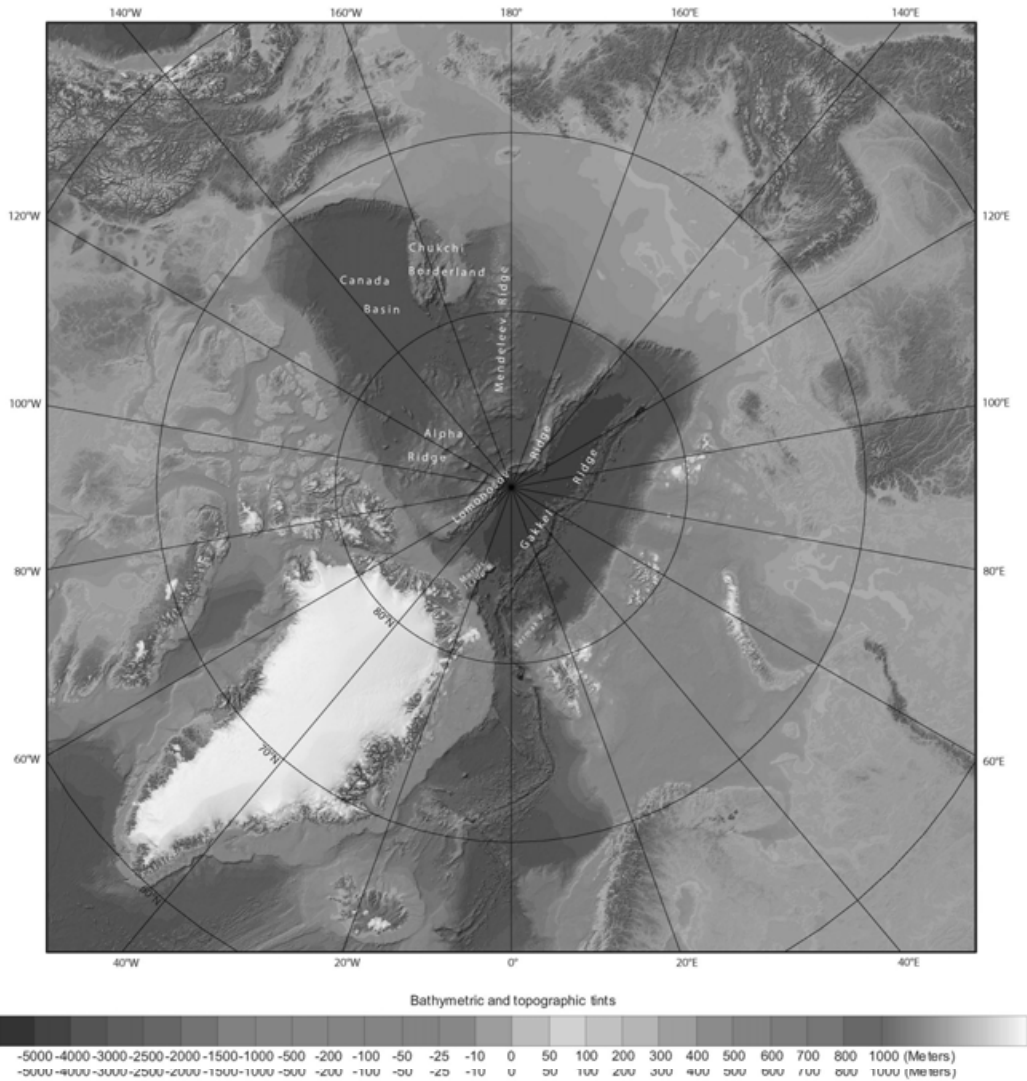 140°W 160°W 180° 160°E 140°E
120°W 120°E
Chukchi
Borderland
Canada
Basin
Mendeleev Ridge
100°W 100°E
Alpha
Ridge
Ridge
Lomonosov
Ridge
Gakkel
80°W 80°E
80°N
70°N
60°W 60°E
40°W 20°W 0° 20°E 40°E
Bathymetric and topographic tints
-5000 -4000 -3000 -2500 -2000 -1500 -1000 -500 -200 -100 -50 -25 -10 0 50 100 200 300 400 500 600 700 800 1000 (Meters)
-5000 -4000 -3000 -2500 -2000 -1500 -1000 -500 -200 -100 -50 -25 -10 0 50 100 200 300 400 500 600 700 800 1000 (Meters)